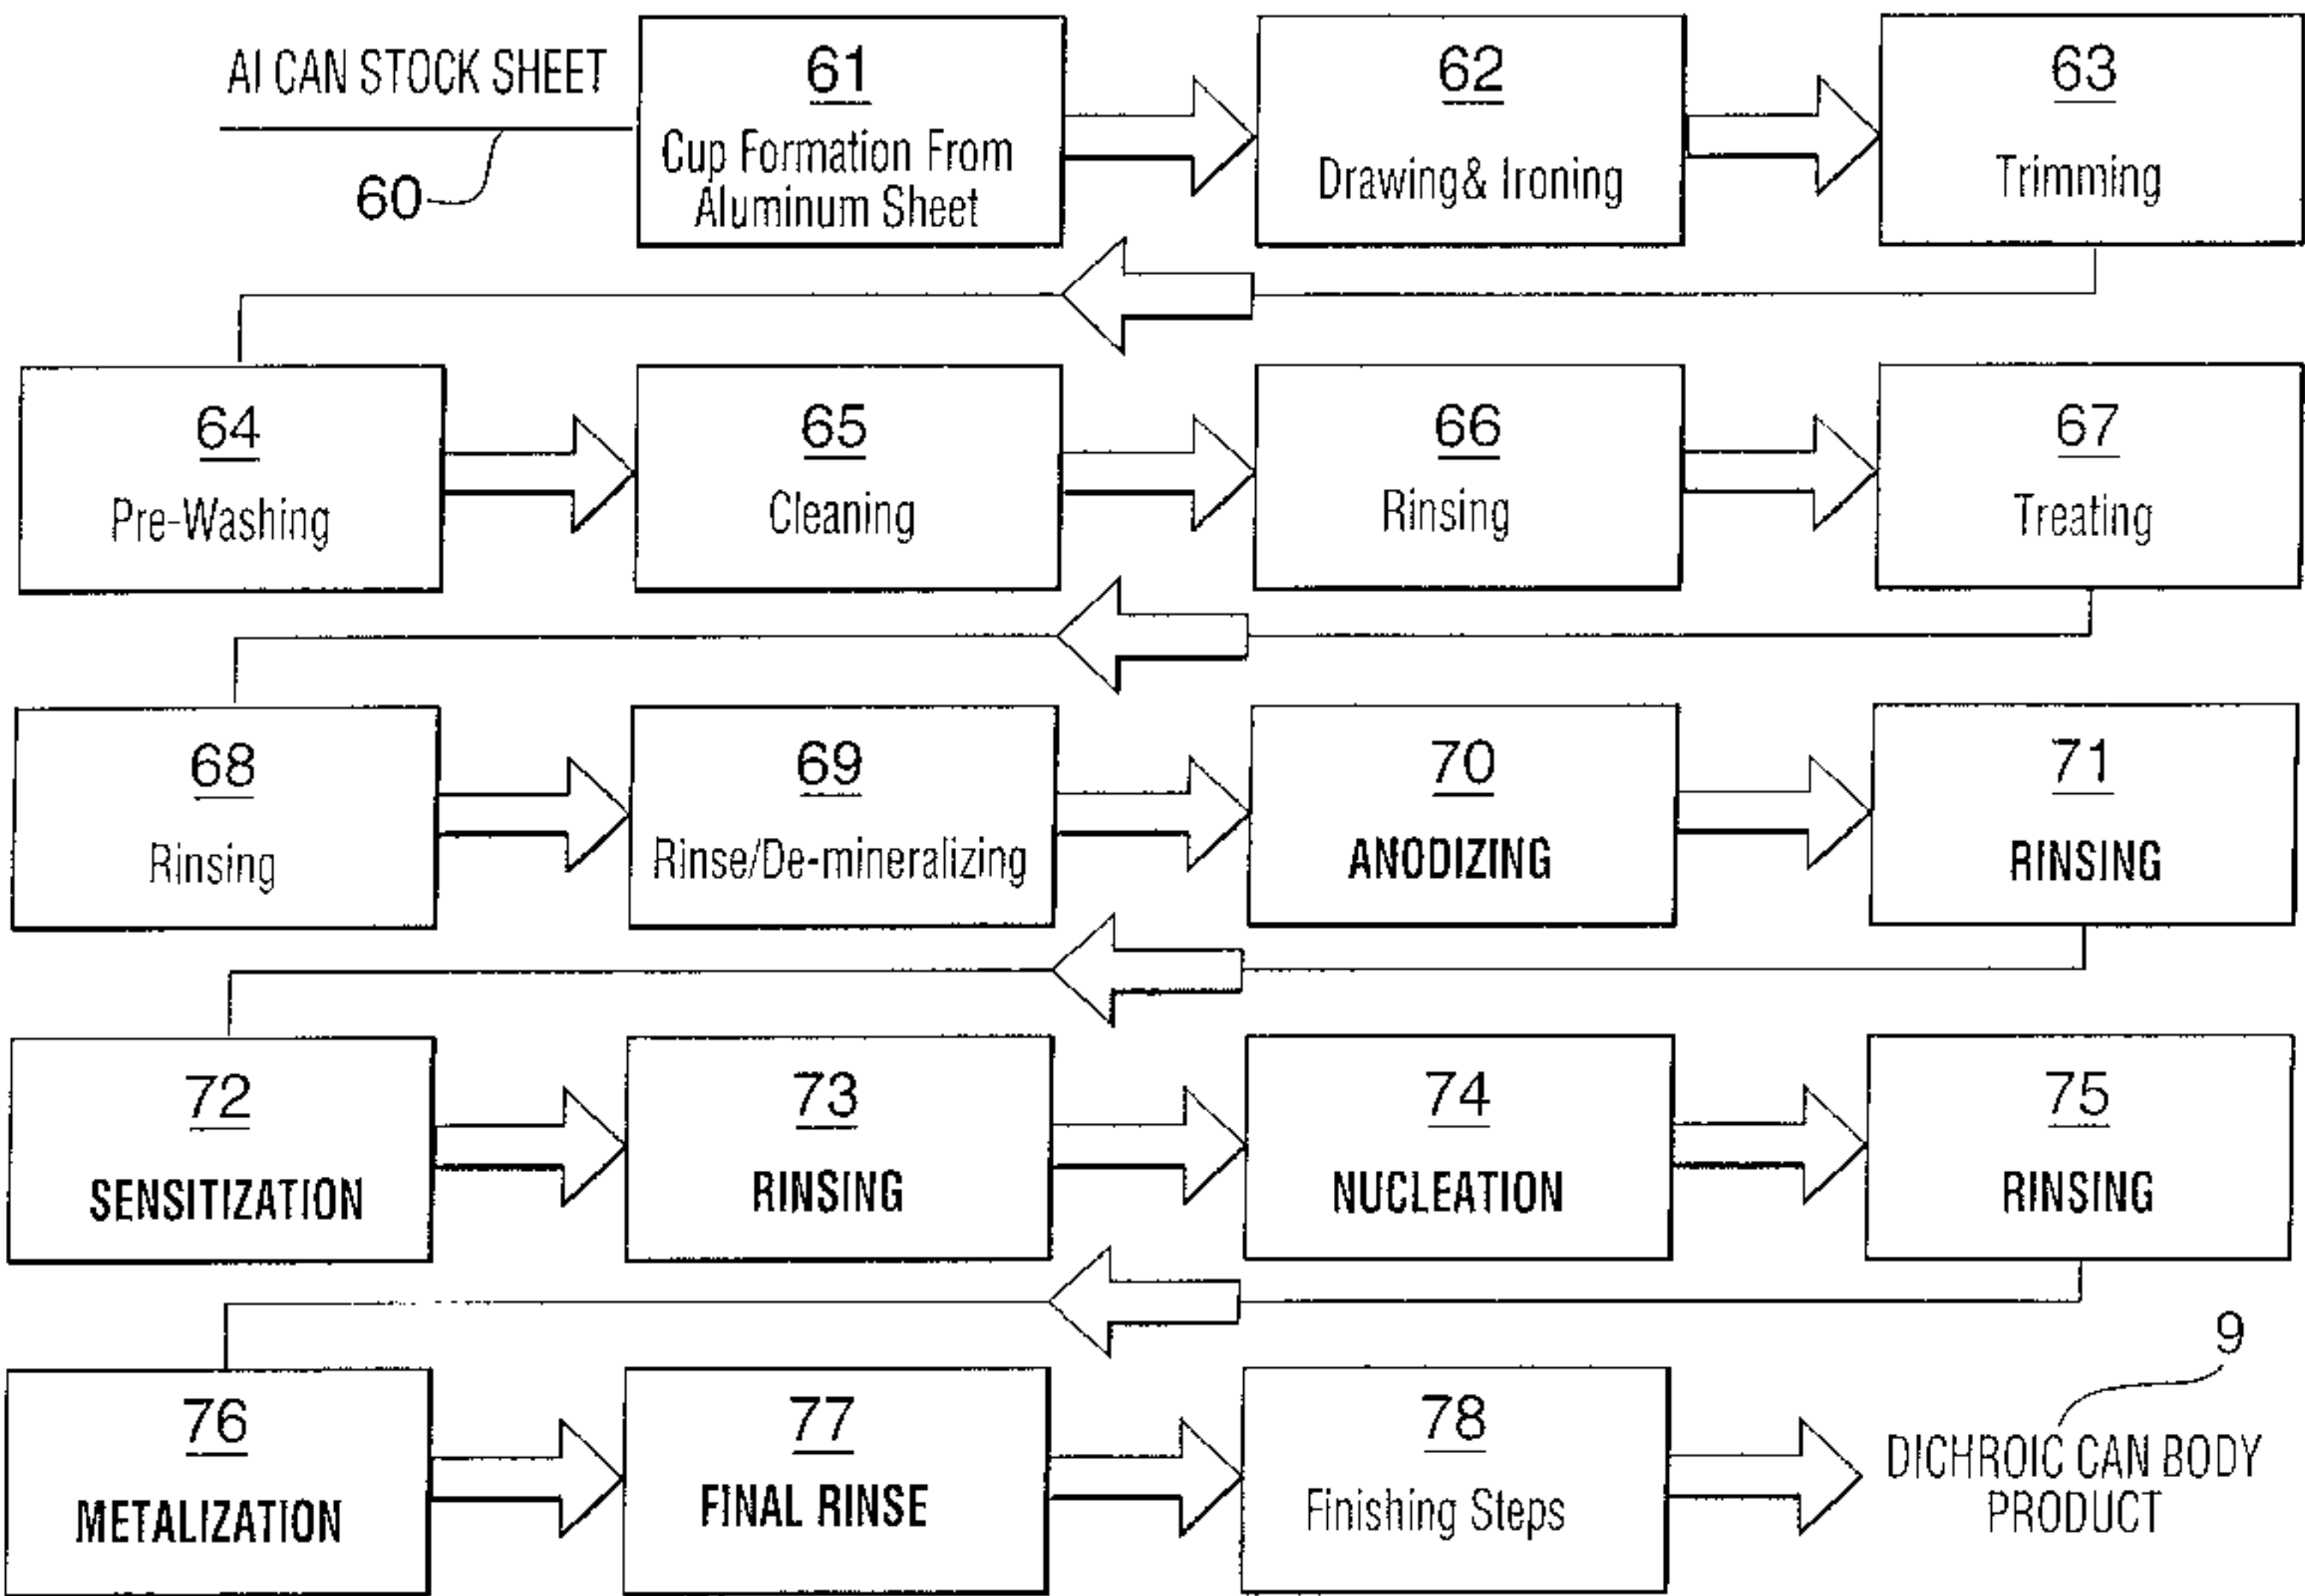 Al CAN STOCK SHEET
60
61
Cup Formation From
Aluminum Sheet
62
Drawing& Ironing
63
Trimming
64
Pre-Washing
65
Cleaning
66
Rinsing
67
Treating
68
Rinsing
69
Rinse/De-mineralizing
70
ANODIZING
71
RINSING
72
SENSITIZATION
73
RINSING
74
NUCLEATION
75
RINSING
76
METALIZATION
77
FINAL RINSE
78
Finishing Steps
9
DICHROIC CAN BODY
PRODUCT